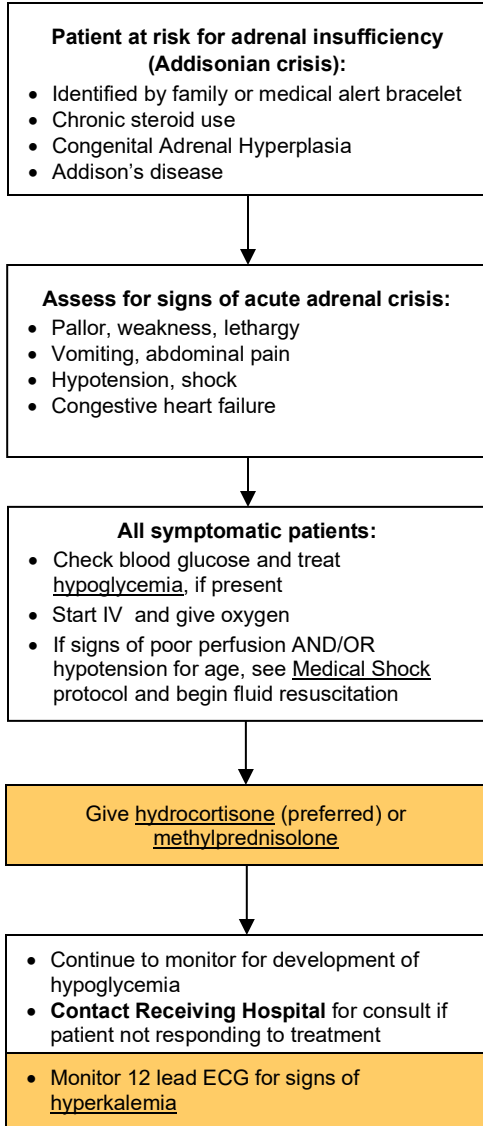 Patient at risk for adrenal insufficiency
(Addisonian crisis):
• Identified by family or medical alert bracelet
• Chronic steroid use
• Congenital Adrenal Hyperplasia
• Addison's disease
Assess for signs of acute adrenal crisis:
• Pallor, weakness, lethargy
• Vomiting, abdominal pain
• Hypotension, shock
• Congestive heart failure
All symptomatic patients:
• Check blood glucose and treat
hypoglycemia, if present
• Start IV and give oxygen
• If signs of poor perfusion AND/OR
hypotension for age, see Medical Shock
protocol and begin fluid resuscitation
Give hydrocortisone (preferred) or
methylprednisolone
• Continue to monitor for development of
hypoglycemia
• Contact Receiving Hospital for consult if
patient not responding to treatment
• Monitor 12 lead ECG for signs of
hyperkalemia